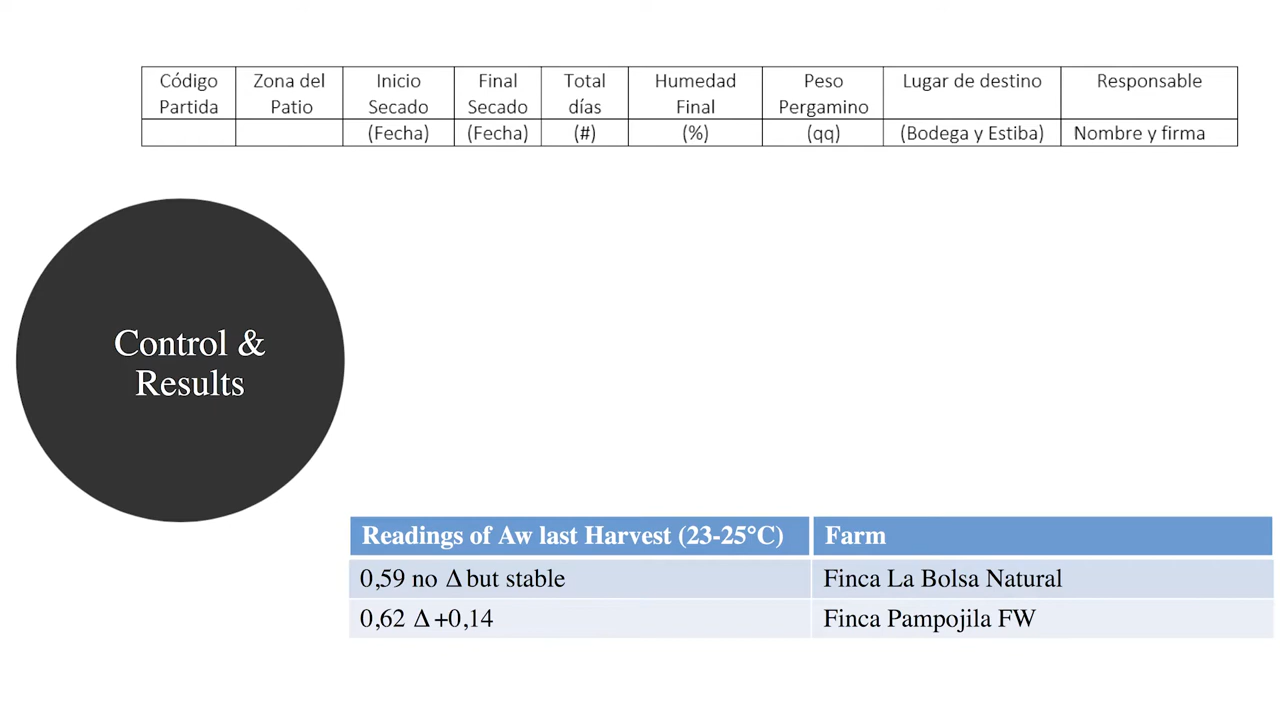 Código Partida | Zona del Patio | Inicio Secado | Final Secado | Total días | Humedad Final | Peso Pergamino | Lugar de destino | Responsable
(Fecha) | (Fecha) | (#) | (%) | (qq) | (Bodega y Estiba) | Nombre y firma
Control &
Results
Readings of Aw last Harvest (23-25°C) | Farm
0,59 no Δ but stable | Finca La Bolsa Natural
0,62 Δ +0,14 | Finca Pampojila FW